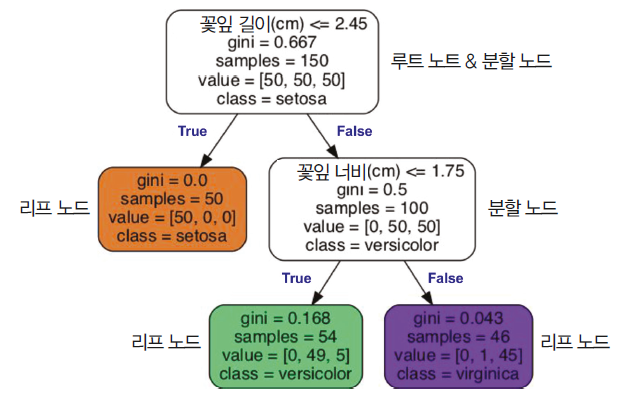 꽃잎 길이(cm) <= 2.45
gini = 0.667
samples = 150
value = [50, 50, 50]
class = setosa
루트 노트 & 분할 노드
True
False
리프 노드
gini = 0.0
samples = 50
value = [50, 0, 0]
class = setosa
꽃잎 너비(cm) <= 1.75
gini = 0.5
samples = 100
value = [0, 50, 50]
class = versicolor
분할 노드
True
False
리프 노드
gini = 0.168
samples = 54
value = [0, 49, 5]
class = versicolor
gini = 0.043
samples = 46
value = [0, 1, 45]
class = virginica
리프 노드